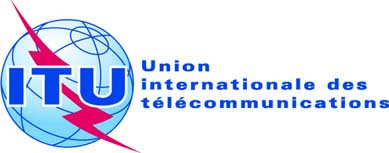 ITU
Union
internationale des
télécommunications